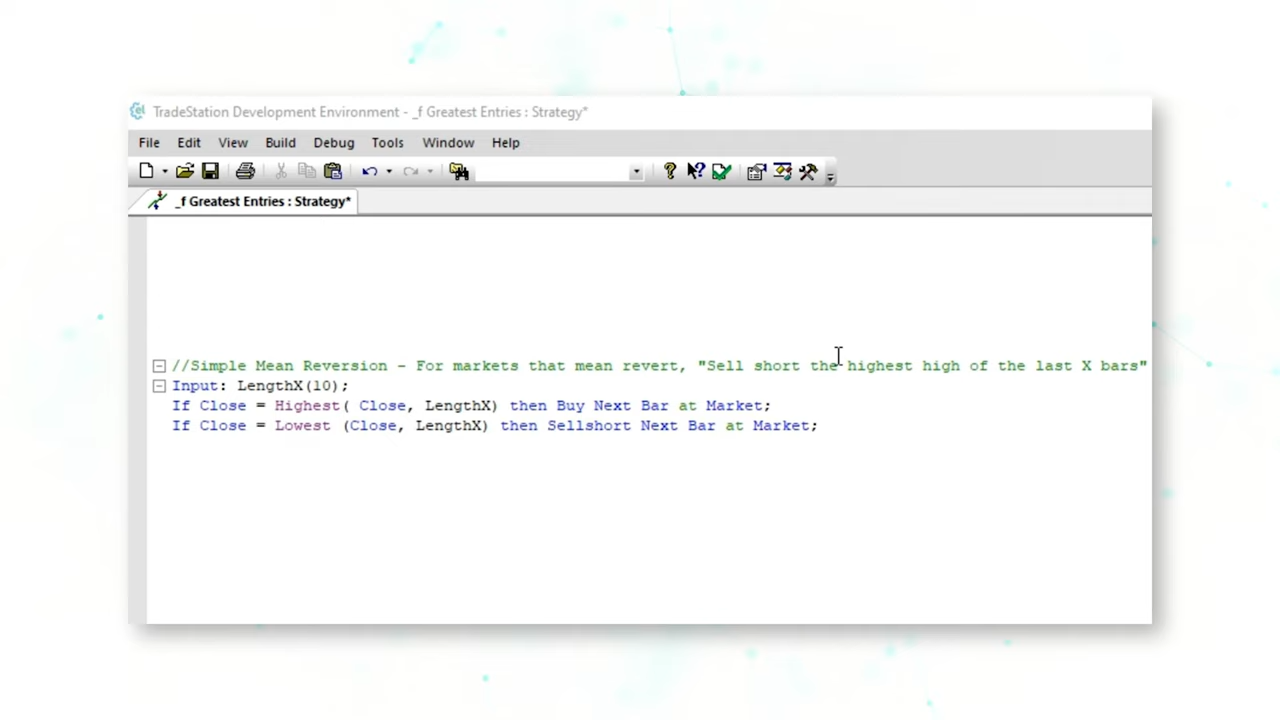 TradeStation Development Environment - _f Greatest Entries : Strategy*
File Edit View Build Debug Tools Window Help
_f Greatest Entries : Strategy*
//Simple Mean Reversion - For markets that mean revert, "Sell short the highest high of the last X bars"
Input: LengthX(10);
If Close = Highest( Close, LengthX) then Buy Next Bar at Market;
If Close = Lowest (Close, LengthX) then Sellshort Next Bar at Market;